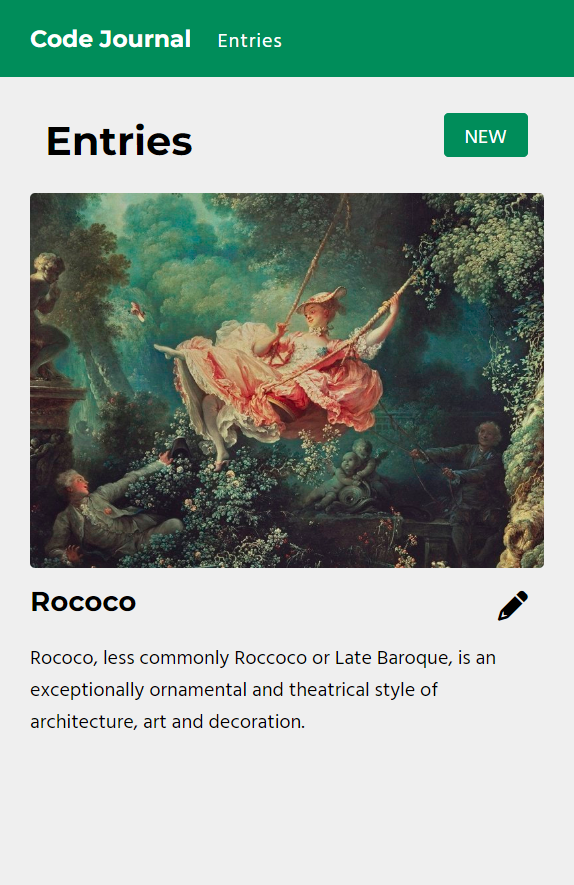 Code Journal Entries
Entries
NEW
Rococo
Rococo, less commonly Roccoco or Late Baroque, is an
exceptionally ornamental and theatrical style of
architecture, art and decoration.